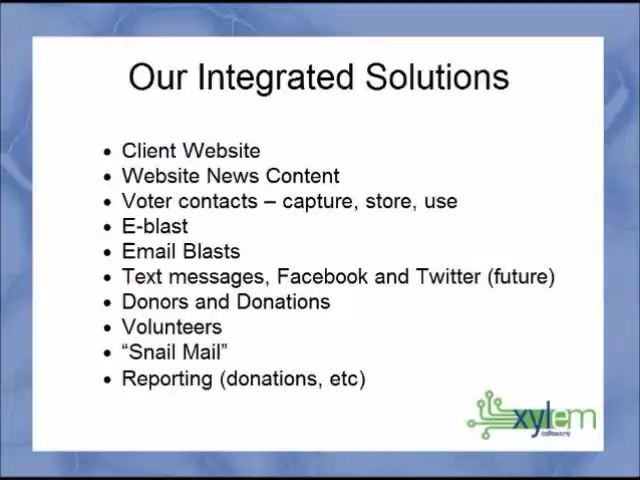 Our Integrated Solutions
• Client Website
• Website News Content
• Voter contacts – capture, store, use
• E-blast
• Email Blasts
• Text messages, Facebook and Twitter (future)
• Donors and Donations
• Volunteers
• “Snail Mail”
• Reporting (donations, etc)
xylem
software